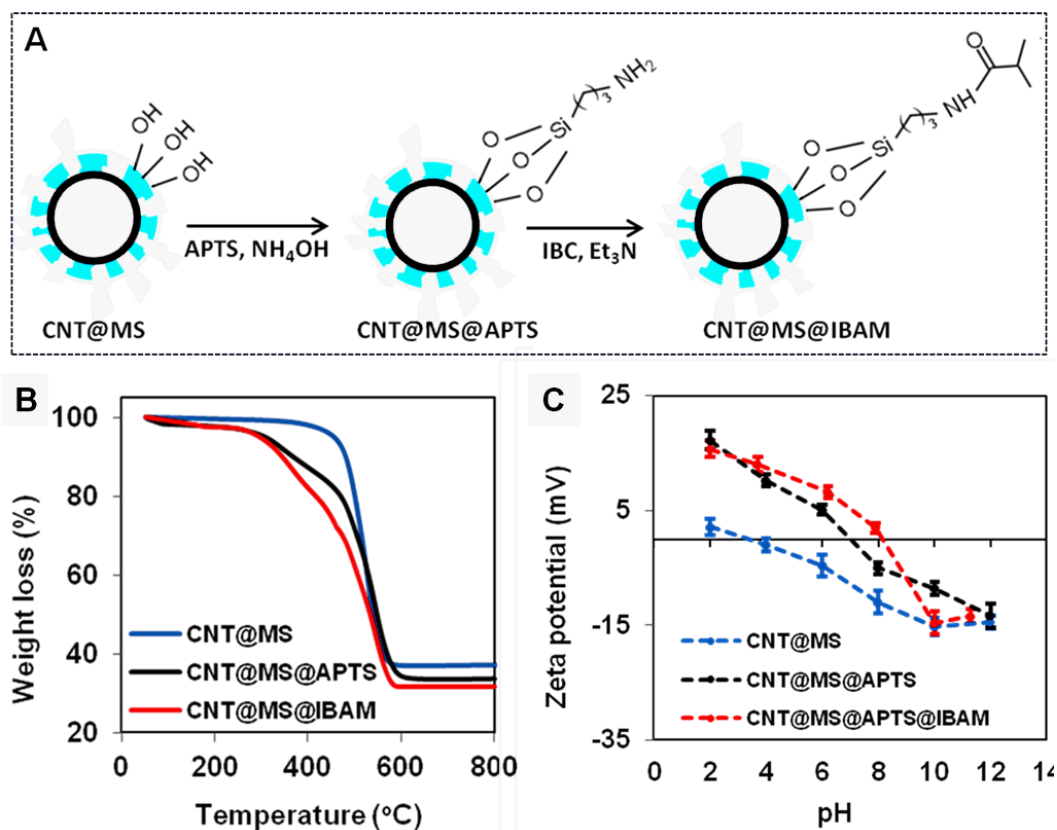 A
OH
OH
OH
O
O
O
Si
( )3
NH2
O
O
O
Si
( )3
NH
O
APTS, NH4OH
IBC, Et3N
CNT@MS
CNT@MS@APTS
CNT@MS@IBAM
B
100
80
60
40
20
0
200
400
600
800
Weight loss (%)
Temperature (oC)
CNT@MS
CNT@MS@APTS
CNT@MS@IBAM
C
25
5
-15
-35
0
2
4
6
8
10
12
14
Zeta potential (mV)
pH
CNT@MS
CNT@MS@APTS
CNT@MS@APTS@IBAM